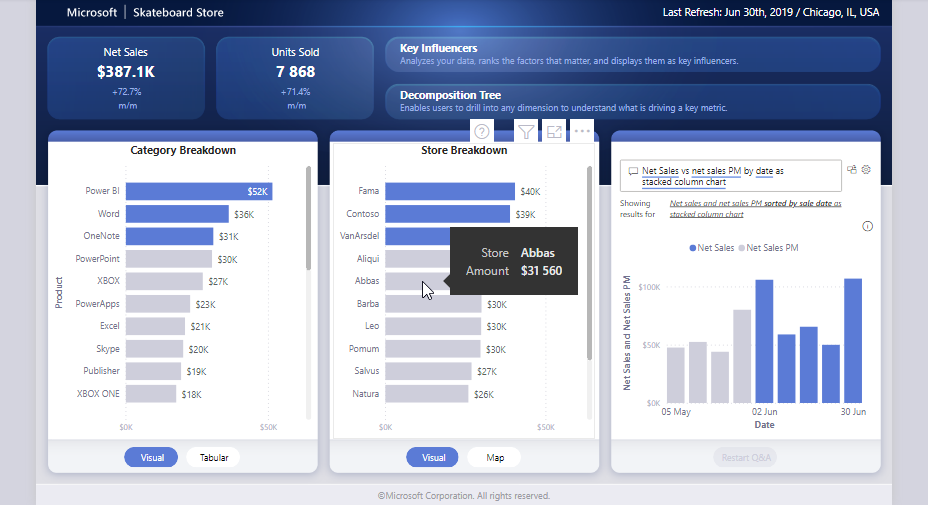 Microsoft | Skateboard Store
Last Refresh: Jun 30th, 2019 / Chicago, IL, USA
Net Sales
$387.1K
+72.7%
m/m
Units Sold
7 868
+71.4%
m/m
Key Influencers
Analyzes your data, ranks the factors that matter, and displays them as key influencers.
Decomposition Tree
Enables users to drill into any dimension to understand what is driving a key metric.
Category Breakdown
Product
Power BI $52K
Word $36K
OneNote $31K
PowerPoint $30K
XBOX $27K
PowerApps $23K
Excel $21K
Skype $20K
Publisher $19K
XBOX ONE $18K
$0K $50K
Visual Tabular
Store Breakdown
Fama $40K
Contoso $39K
VanArsdel
Aliqui
Abbas
Barba $30K
Leo $30K
Pomum $30K
Salvus $27K
Natura $26K
$0K $50K
Store Abbas
Amount $31 560
Visual Map
Net Sales vs net sales PM by date as
stacked column chart
Showing
results for
Net sales and net sales PM sorted by sale date as
stacked column chart
Net Sales Net Sales PM
Net Sales and Net Sales PM
$100K
$50K
$0K
05 May 02 Jun 30 Jun
Date
Restart Q&A
©Microsoft Corporation. All rights reserved.